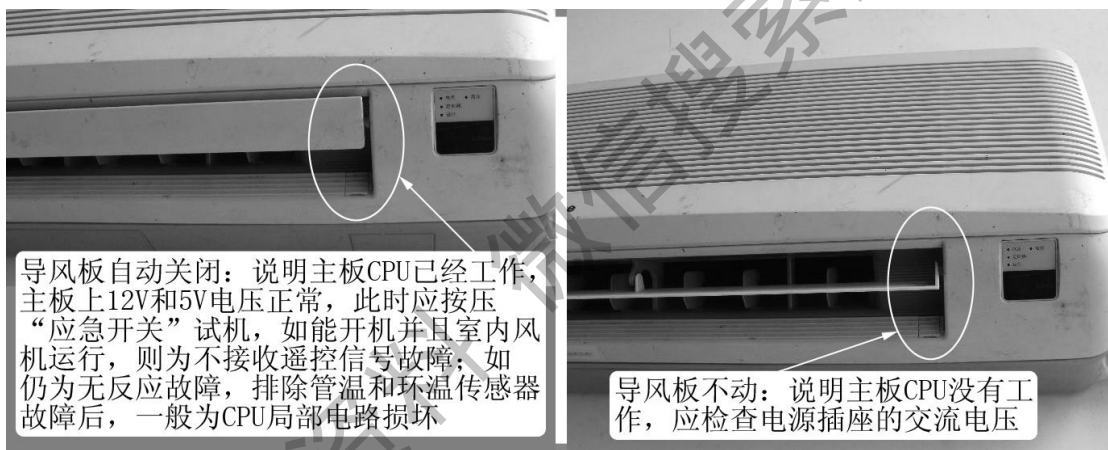 导风板自动关闭：说明主板CPU已经工作，
主板上12V和5V电压正常，此时应按压
“应急开关”试机，如能开机并且室内风
机运行，则为不接收遥控信号故障；如
仍为无反应故障，排除管温和环温传感器
故障后，一般为CPU局部电路损坏
导风板不动：说明主板CPU没有工
作，应检查电源插座的交流电压
微信搜索
资料